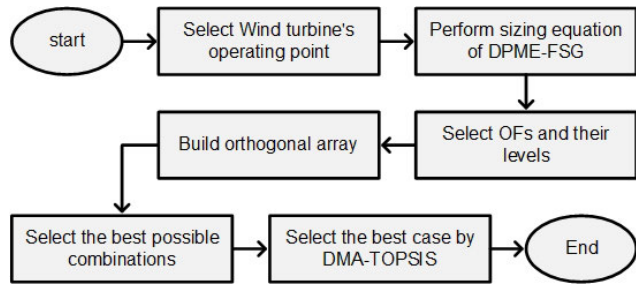 start
Select Wind turbine's
operating point
Perform sizing equation
of DPME-FSG
Select OFs and their
levels
Build orthogonal array
Select the best possible
combinations
Select the best case by
DMA-TOPSIS
End